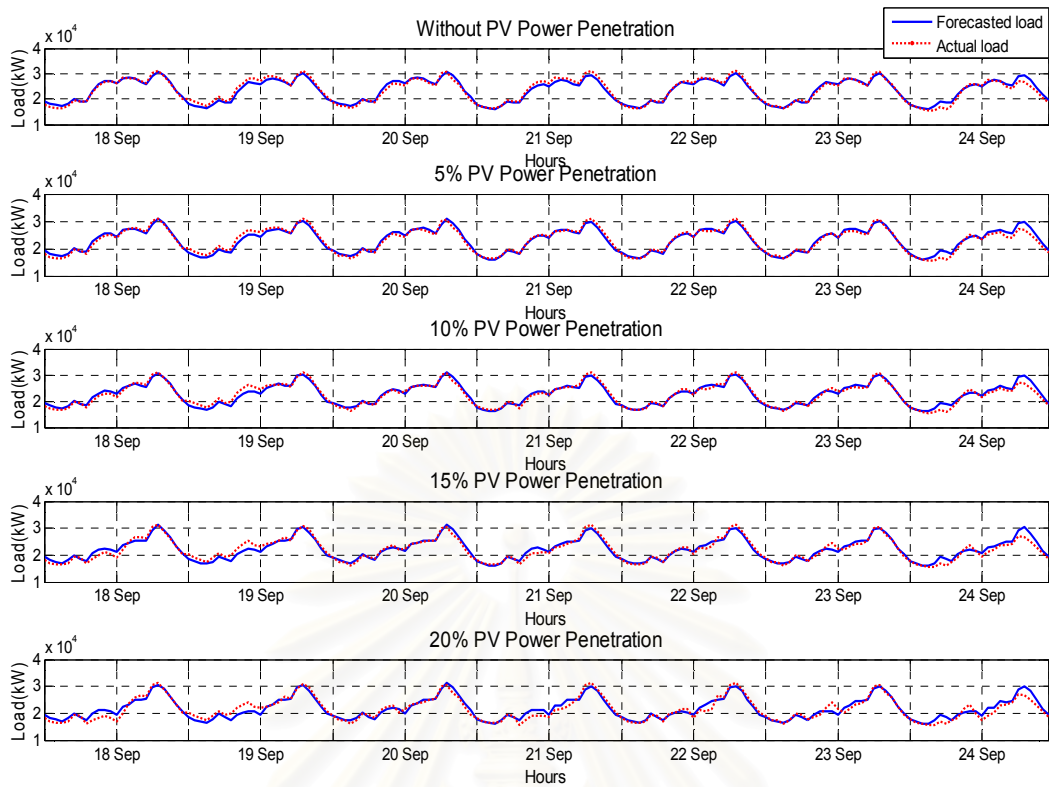 Without PV Power Penetration
Forecasted load
Actual load
x 10^4
Load(kW)
4
3
2
1
18 Sep 19 Sep 20 Sep 21 Sep 22 Sep 23 Sep 24 Sep
Hours
5% PV Power Penetration
x 10^4
Load(kW)
4
3
2
1
18 Sep 19 Sep 20 Sep 21 Sep 22 Sep 23 Sep 24 Sep
Hours
10% PV Power Penetration
x 10^4
Load(kW)
4
3
2
1
18 Sep 19 Sep 20 Sep 21 Sep 22 Sep 23 Sep 24 Sep
Hours
15% PV Power Penetration
x 10^4
Load(kW)
4
3
2
1
18 Sep 19 Sep 20 Sep 21 Sep 22 Sep 23 Sep 24 Sep
Hours
20% PV Power Penetration
x 10^4
Load(kW)
4
3
2
1
18 Sep 19 Sep 20 Sep 21 Sep 22 Sep 23 Sep 24 Sep
Hours